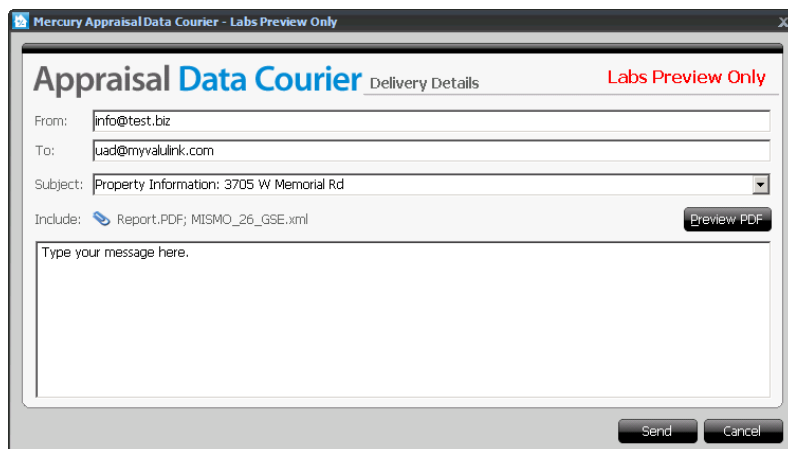 Mercury Appraisal Data Courier - Labs Preview Only
x
Appraisal Data Courier Delivery Details
Labs Preview Only
From: info@test.biz
To: uad@myvalulink.com
Subject: Property Information: 3705 W Memorial Rd
Include: Report.PDF; MISMO_26_GSE.xml
Preview PDF
Type your message here.
Send Cancel